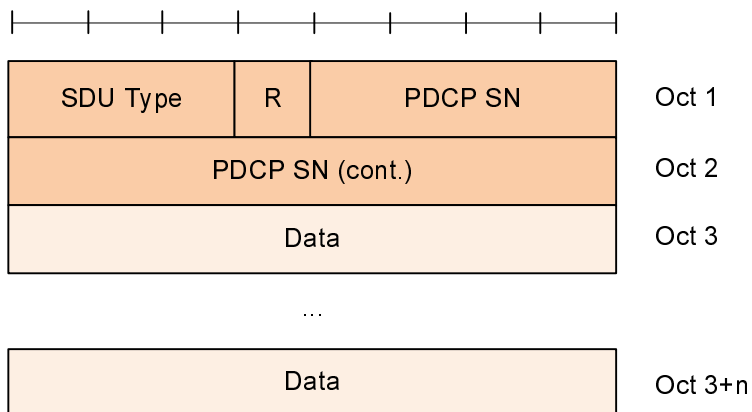 SDU Type R PDCP SN Oct 1
PDCP SN (cont.) Oct 2
Data Oct 3
...
Data Oct 3+n